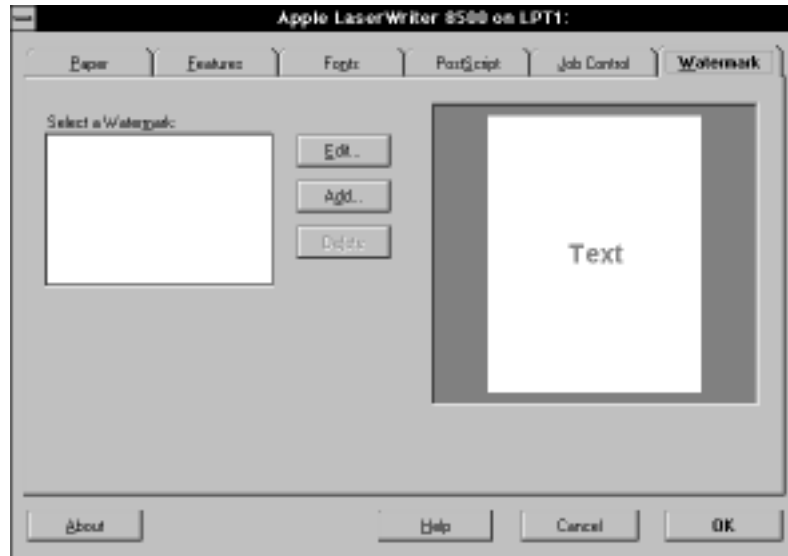 Apple LaserWriter 8500 on LPT1:
Paper Features Fonts PostScript Job Control Watermark
Select a Watermark:
Edit...
Add...
Delete
Text
About Help Cancel OK